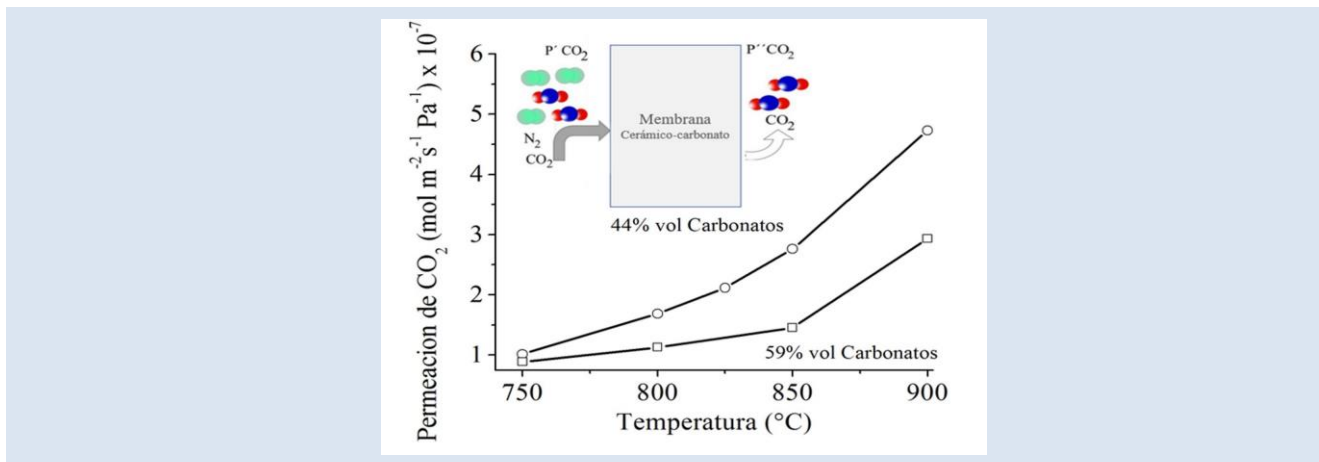 Permeacion de CO2 (mol m-2s-1 Pa-1) x 10-7
6
5
4
3
2
1
P´ CO2
P´´CO2
N2
CO2
Membrana
Cerámico-carbonato
CO2
44% vol Carbonatos
59% vol Carbonatos
750 800 850 900
Temperatura (°C)